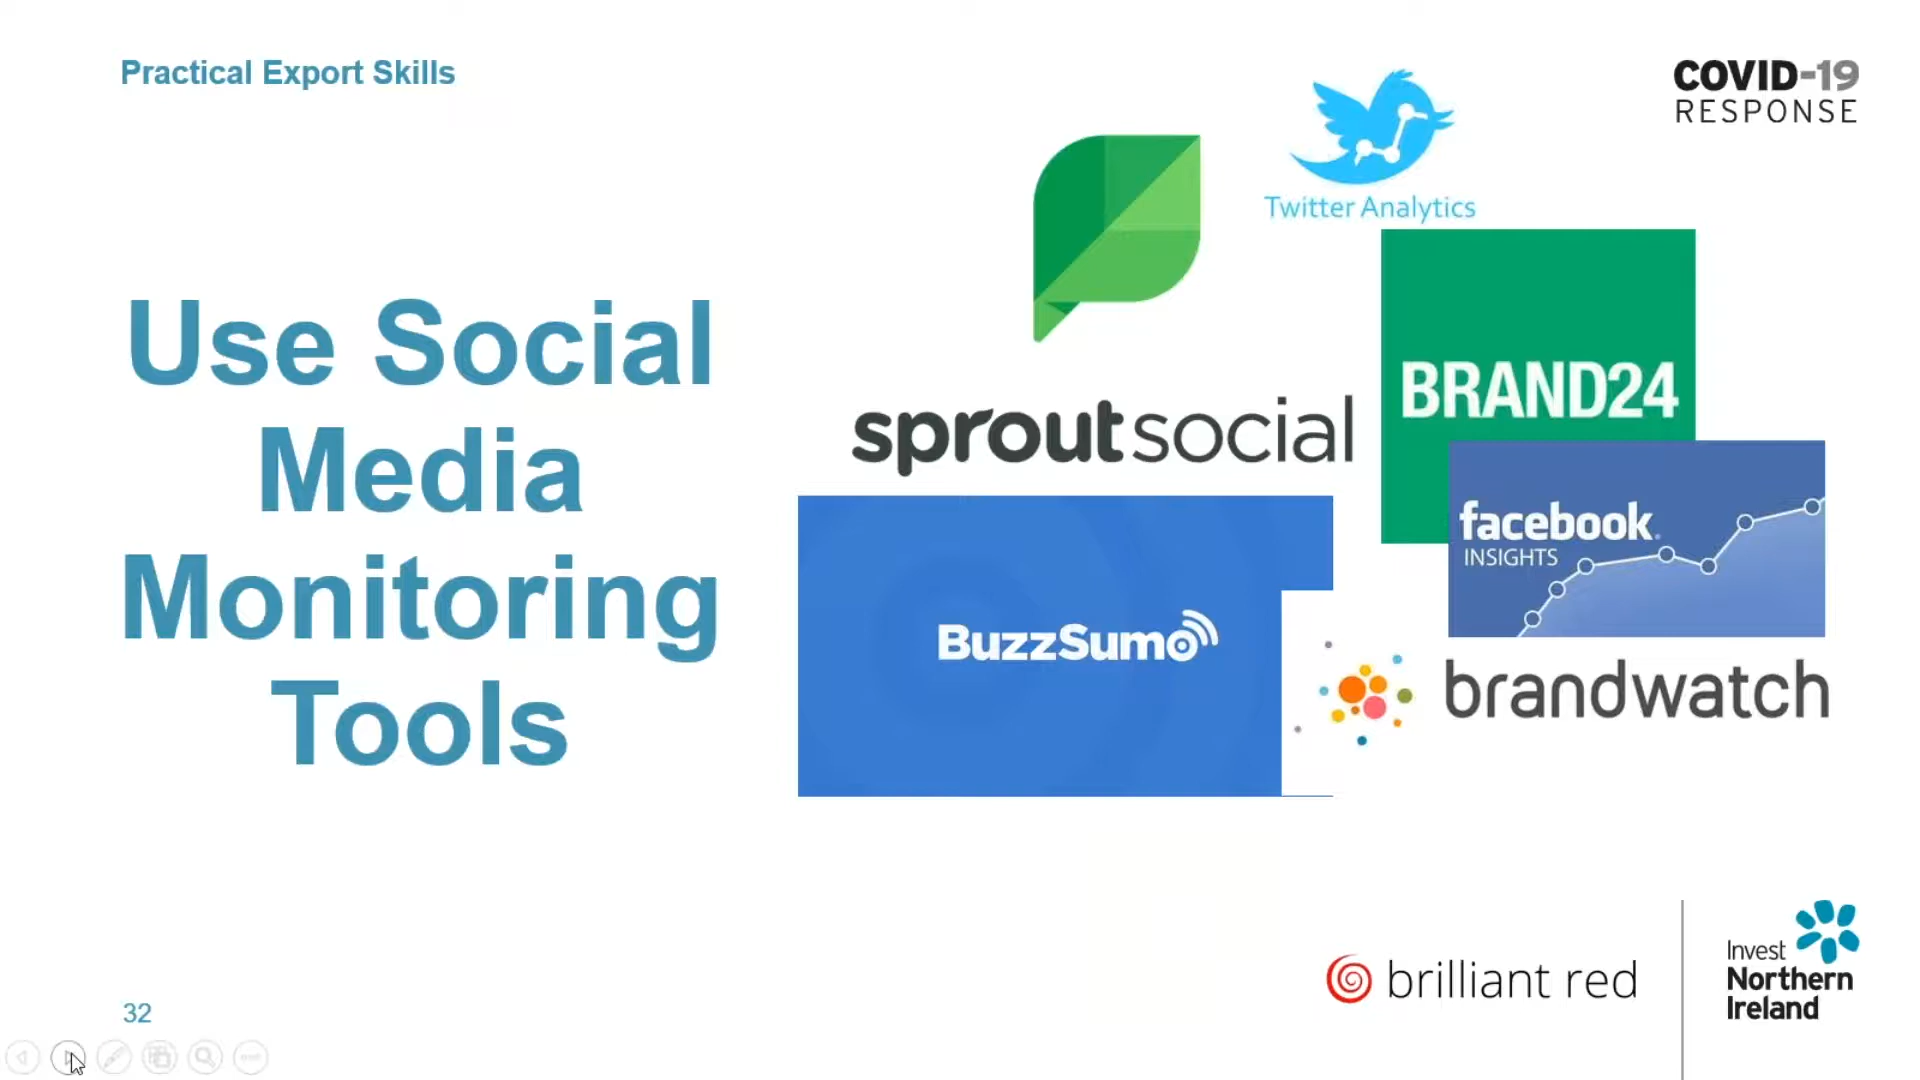 Practical Export Skills
COVID-19
RESPONSE
Twitter Analytics
Use Social
Media
Monitoring
Tools
sproutsocial
BRAND24
facebook
INSIGHTS
BuzzSumo
brandwatch
brilliant red
Invest
Northern
Ireland
32